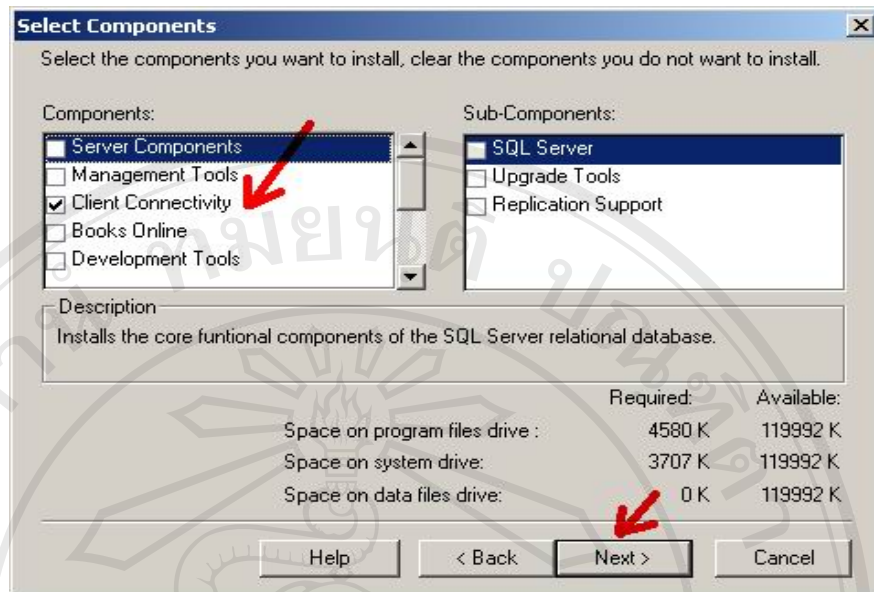 Select Components
Select the components you want to install, clear the components you do not want to install.
Components:
Server Components
Management Tools
Client Connectivity
Books Online
Development Tools
Sub-Components:
SQL Server
Upgrade Tools
Replication Support
Description
Installs the core funtional components of the SQL Server relational database.
Required: Available:
Space on program files drive : 4580 K 119992 K
Space on system drive: 3707 K 119992 K
Space on data files drive: 0 K 119992 K
Help < Back Next > Cancel